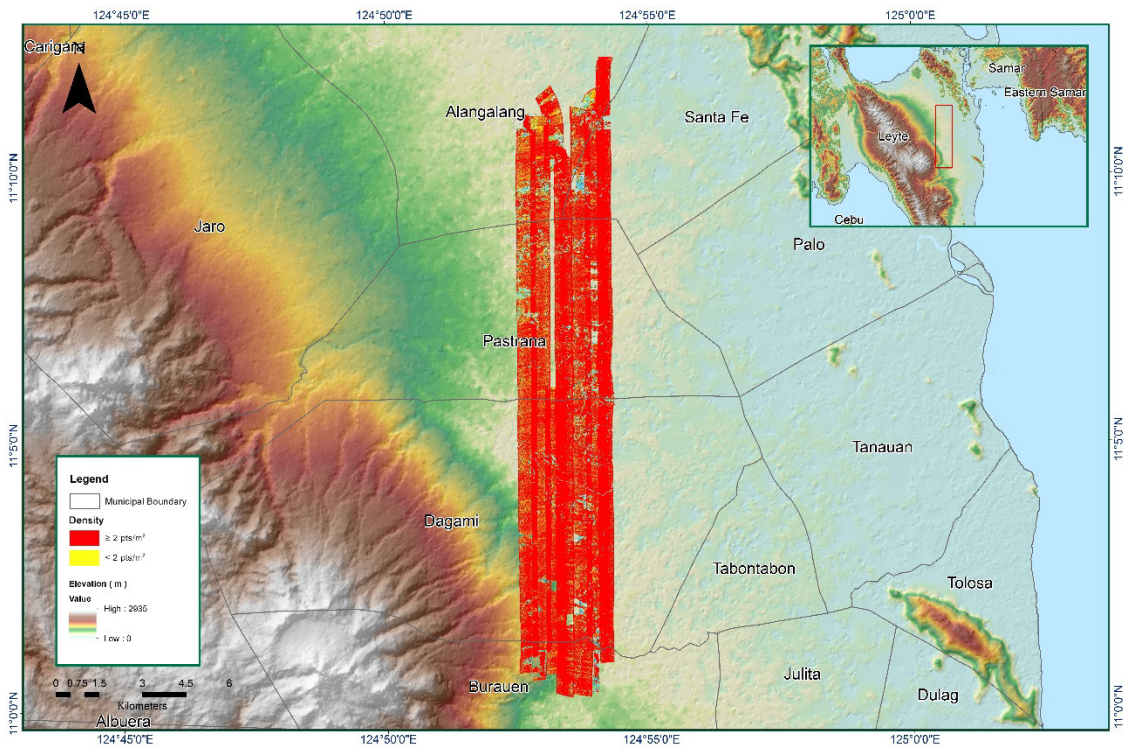 124°45'0"E
124°50'0"E
124°55'0"E
125°0'0"E
Carigara
N
Alangalang
Santa Fe
Samar
Eastern Samar
Leyte
Cebu
11°10'0"N
11°10'0"N
Jaro
Palo
Pastrana
11°5'0"N
11°5'0"N
Tanauan
Legend
Municipal Boundary
Density
≥ 2 pts/m²
< 2 pts/m²
Elevation ( m )
Value
High : 2935
Low : 0
Dagami
Tabontabon
Tolosa
Julita
Dulag
Burauen
0 0.75 1.5 3 4.5 6
Kilometers
Albuera
11°0'0"N
11°0'0"N
124°45'0"E
124°50'0"E
124°55'0"E
125°0'0"E